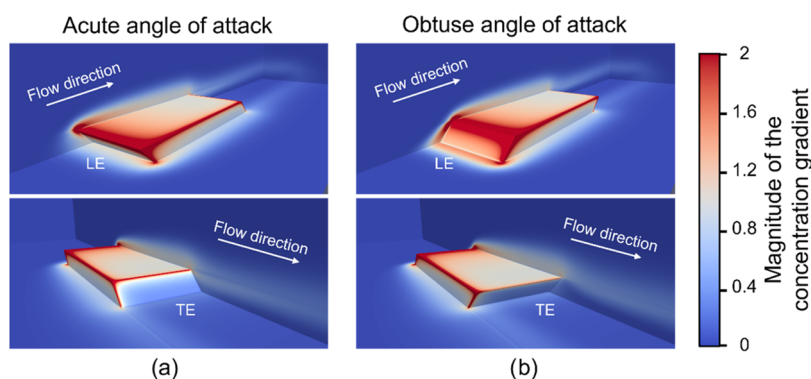 Acute angle of attack
Obtuse angle of attack
Flow direction
LE
Flow direction
LE
Flow direction
TE
Flow direction
TE
(a)
(b)
2
1.6
1.2
0.8
0.4
0
Magnitude of the
concentration gradient